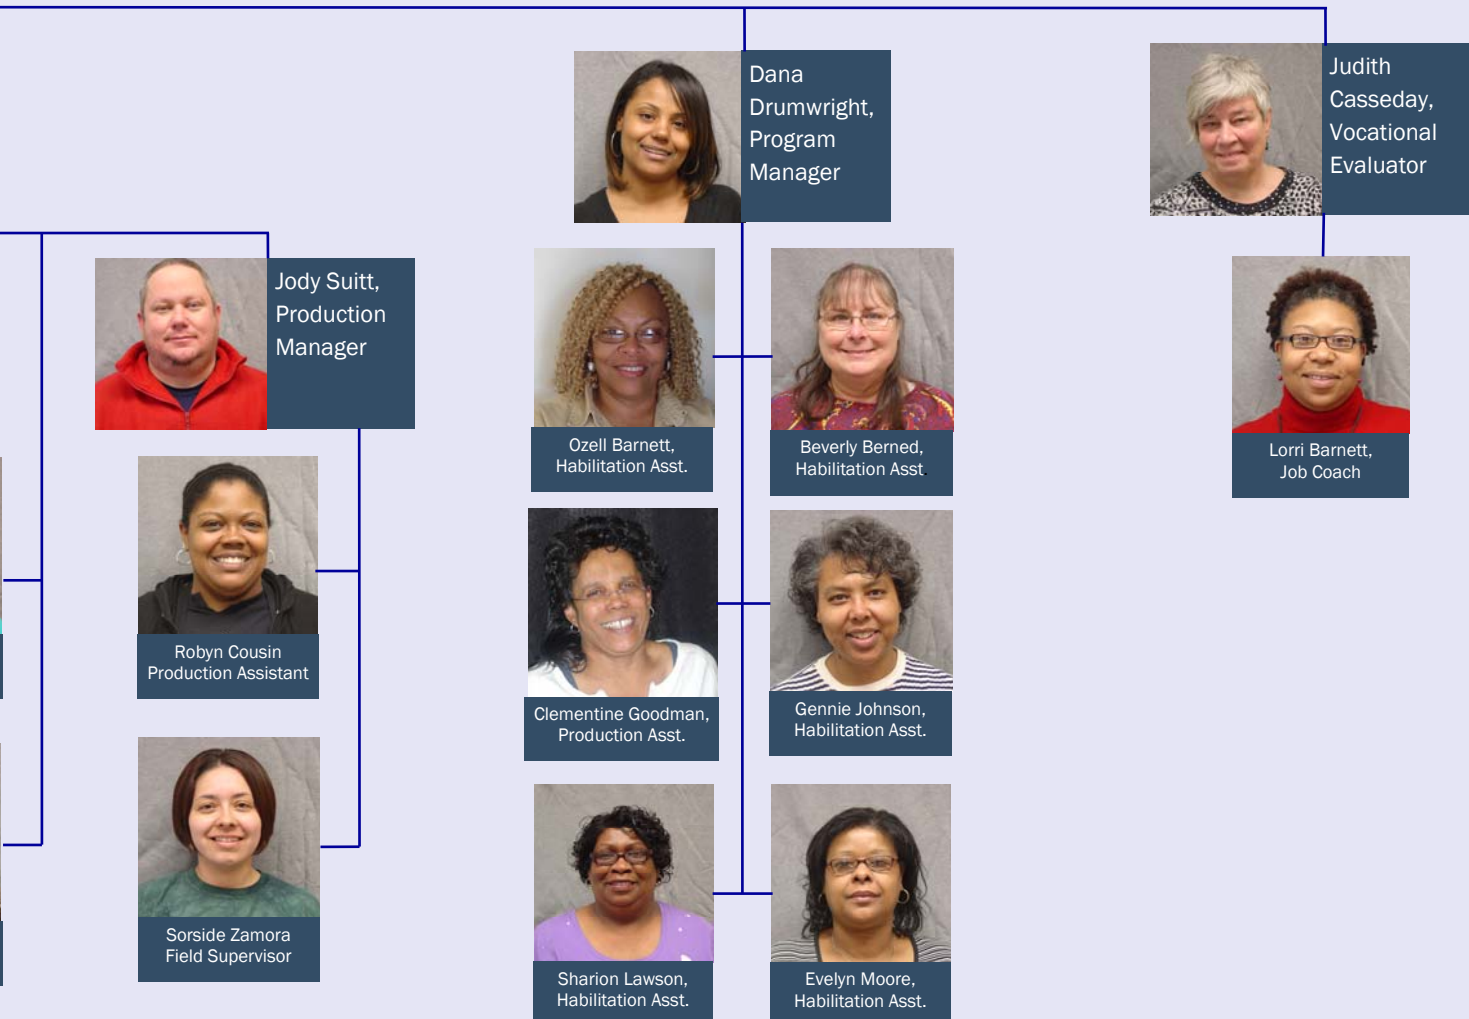 Dana
Drumwright,
Program
Manager
Judith
Casseday,
Vocational
Evaluator
Jody Suitt,
Production
Manager
Ozell Barnett,
Habilitation Asst.
Beverly Berned,
Habilitation Asst.
Lorri Barnett,
Job Coach
Robyn Cousin
Production Assistant
Clementine Goodman,
Production Asst.
Gennie Johnson,
Habilitation Asst.
Sorside Zamora
Field Supervisor
Sharion Lawson,
Habilitation Asst.
Evelyn Moore,
Habilitation Asst.